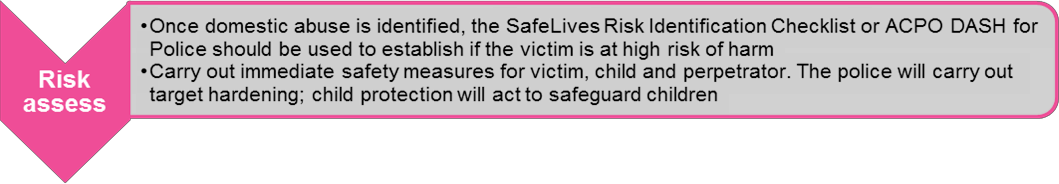 Risk
assess
•Once domestic abuse is identified, the SafeLives Risk Identification Checklist or ACPO DASH for
Police should be used to establish if the victim is at high risk of harm
•Carry out immediate safety measures for victim, child and perpetrator. The police will carry out
target hardening; child protection will act to safeguard children